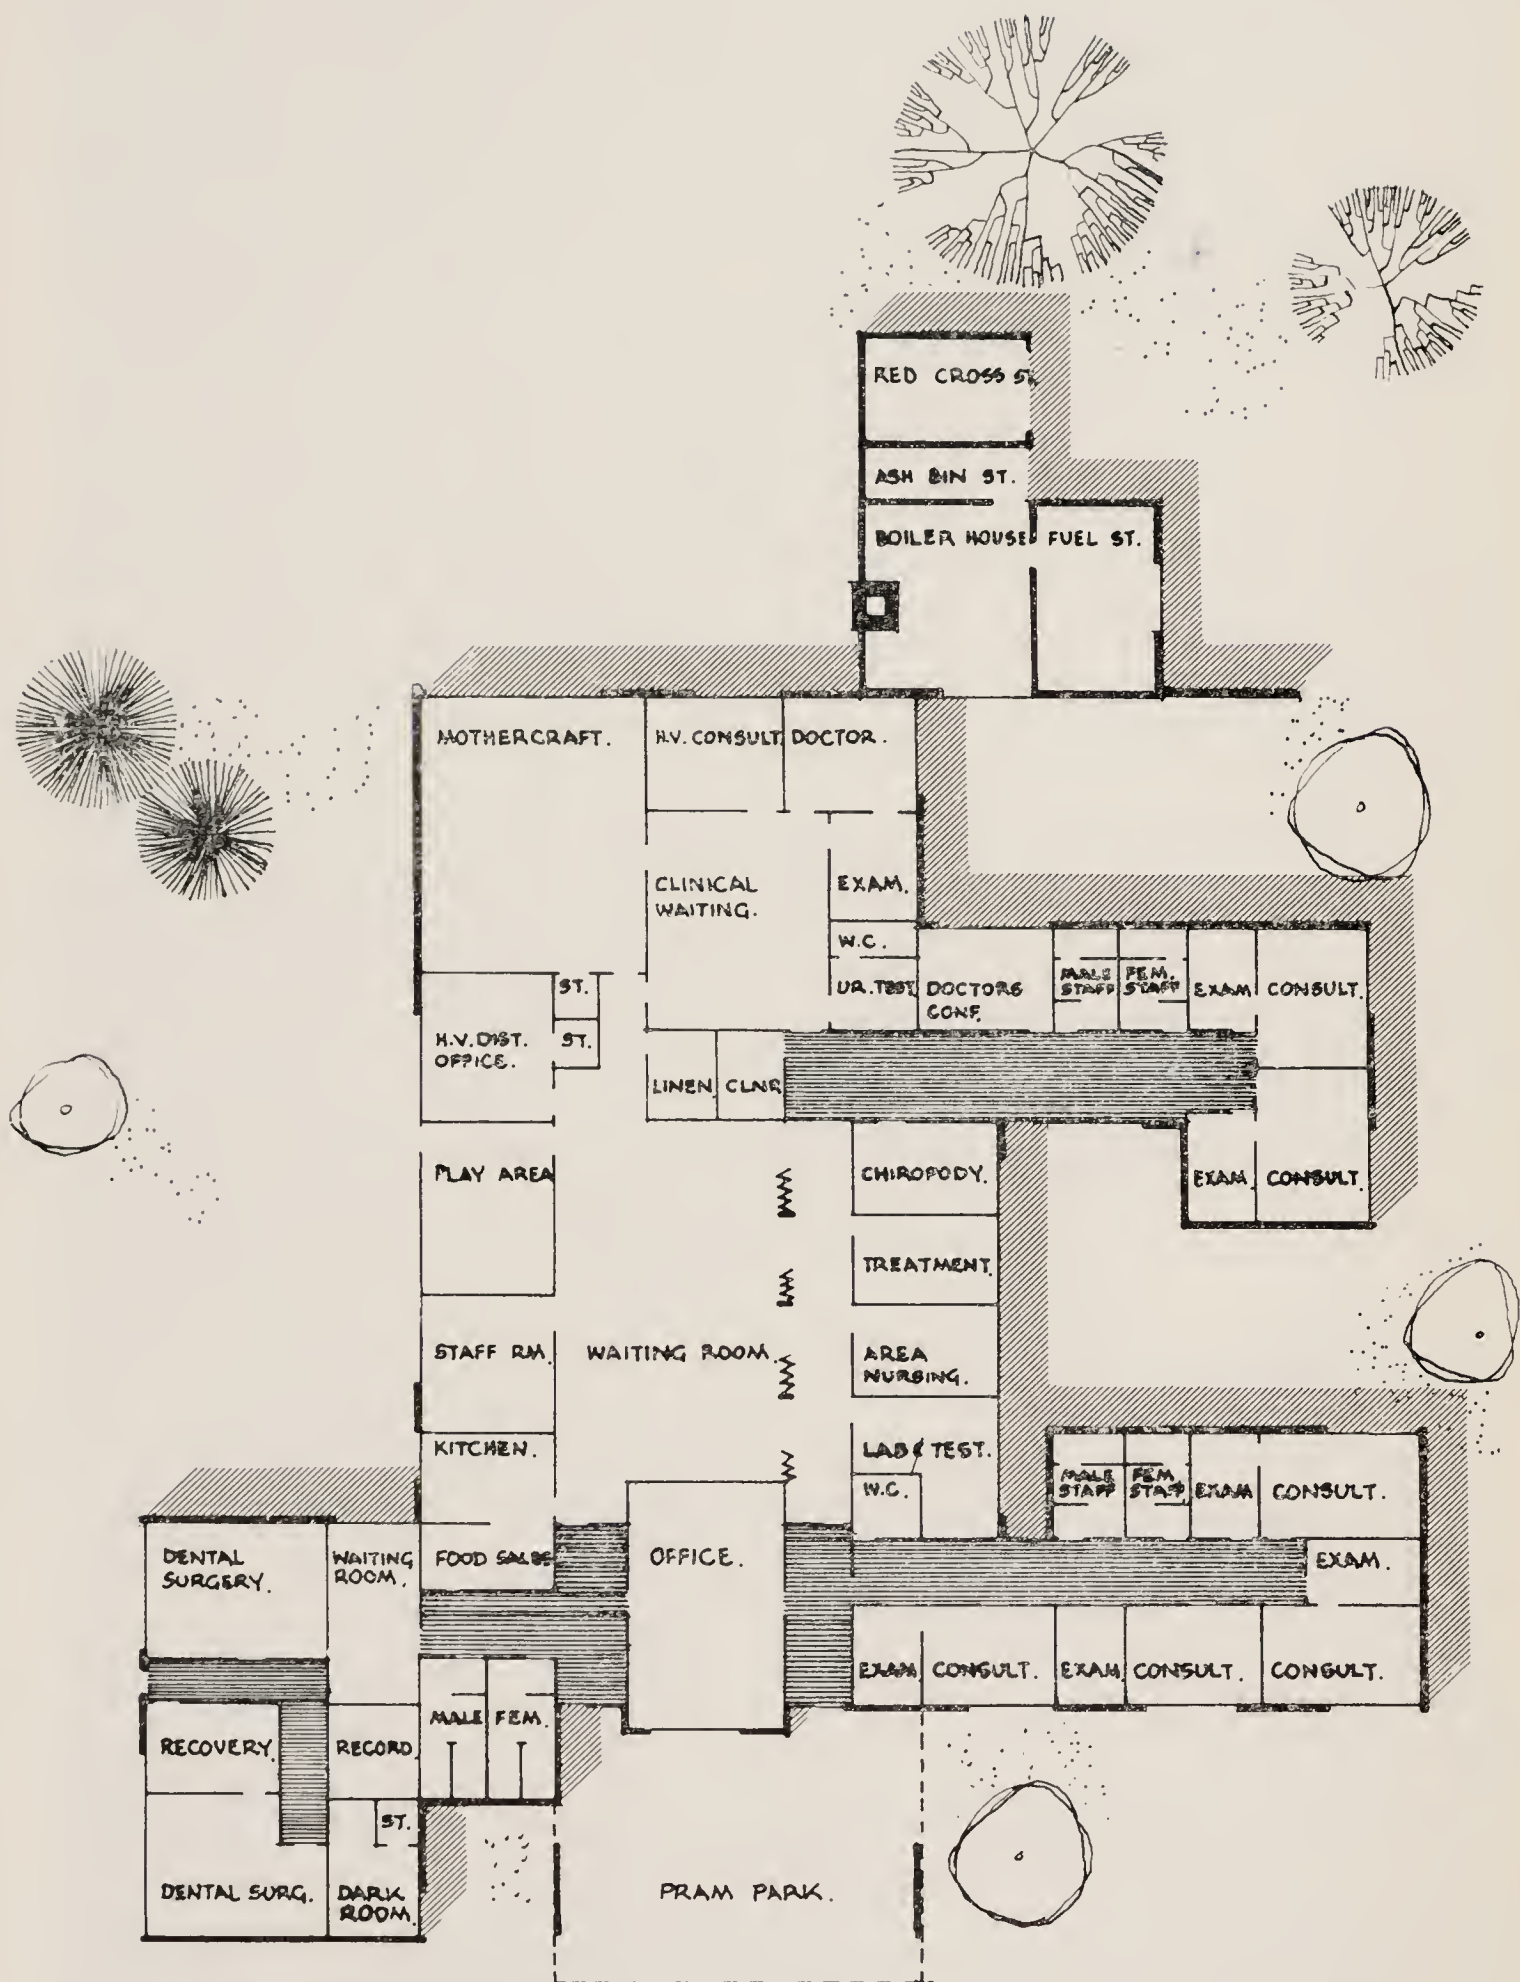 RED CROSS ST.
ASH BIN ST.
BOILER HOUSE
FUEL ST.
MOTHERCRAFT.
H.V. CONSULT.
DOCTOR.
CLINICAL
WAITING.
EXAM.
W.C.
UR. TEST.
DOCTORS
CONF.
MALE
STAFF
FEM.
STAFF
EXAM
CONSULT.
ST.
ST.
H.V. DIST.
OFFICE.
LINEN
CLNR
PLAY AREA
CHIROPODY.
EXAM.
CONSULT.
TREATMENT.
STAFF RM.
WAITING ROOM.
AREA
NURSING.
KITCHEN.
LAB TEST.
W.C.
MALE
STAFF
FEM.
STAFF
EXAM
CONSULT.
DENTAL
SURGERY.
WAITING
ROOM.
FOOD SALES
OFFICE.
EXAM.
EXAM
CONSULT.
EXAM
CONSULT.
CONSULT.
RECOVERY.
RECORD.
MALE
FEM.
ST.
DENTAL SURG.
DARK
ROOM.
PRAM PARK.